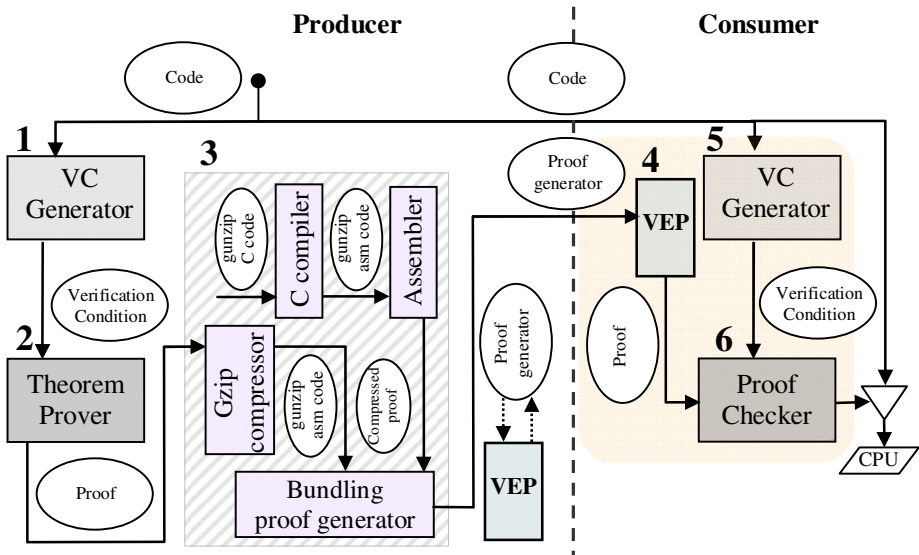 Producer
Consumer
Code
Code
1
VC
Generator
3
Proof
generator
4
5
VC
Generator
gunzip
C code
C compiler
gunzip
asm code
Assembler
VEP
Verification
Condition
Verification
Condition
2
Theorem
Prover
Gzip
compressor
gunzip
asm code
Compressed
proof
Proof
generator
Proof
6
Proof
Checker
CPU
Proof
Bundling
proof generator
VEP